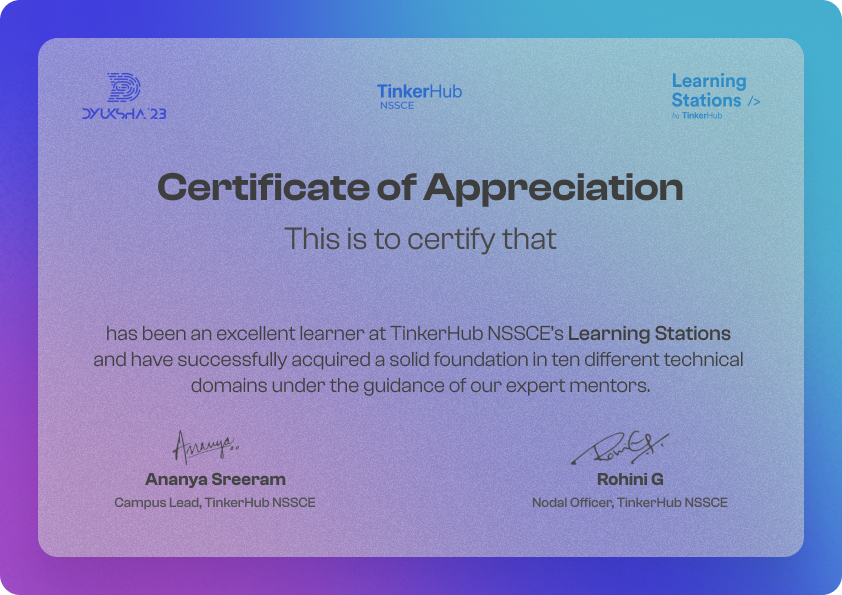 DYUKSHA '23
TinkerHub
NSSCE
Learning
Stations />
by TinkerHub
Certificate of Appreciation
This is to certify that
has been an excellent learner at TinkerHub NSSCE's Learning Stations
and have successfully acquired a solid foundation in ten different technical
domains under the guidance of our expert mentors.
Ananya..
Ananya Sreeram
Campus Lead, TinkerHub NSSCE
Rohini G
Nodal Officer, TinkerHub NSSCE